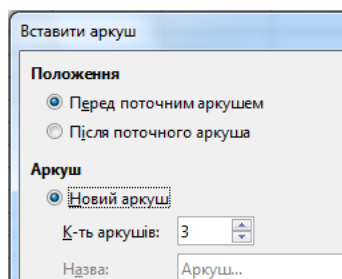 Вставити аркуш
Положення
Перед поточним аркушем
Після поточного аркуша
Аркуш
Новий аркуш
К-ть аркушів: 3
Назва: Аркуш...